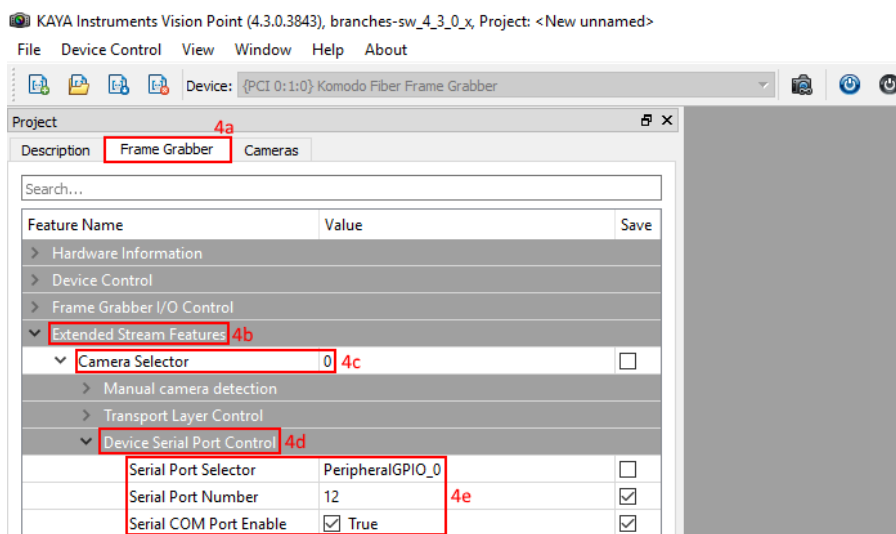 KAYA Instruments Vision Point (4.3.0.3843), branches-sw_4_3_0_x, Project: <New unnamed>
File Device Control View Window Help About
Device: {PCI 0:1:0} Komodo Fiber Frame Grabber
Project
4a
Description Frame Grabber Cameras
Search...
Feature Name Value Save
Hardware Information
Device Control
Frame Grabber I/O Control
Extended Stream Features 4b
Camera Selector 0 4c
Manual camera detection
Transport Layer Control
Device Serial Port Control 4d
Serial Port Selector PeripheralGPIO_0
Serial Port Number 12 4e
Serial COM Port Enable True